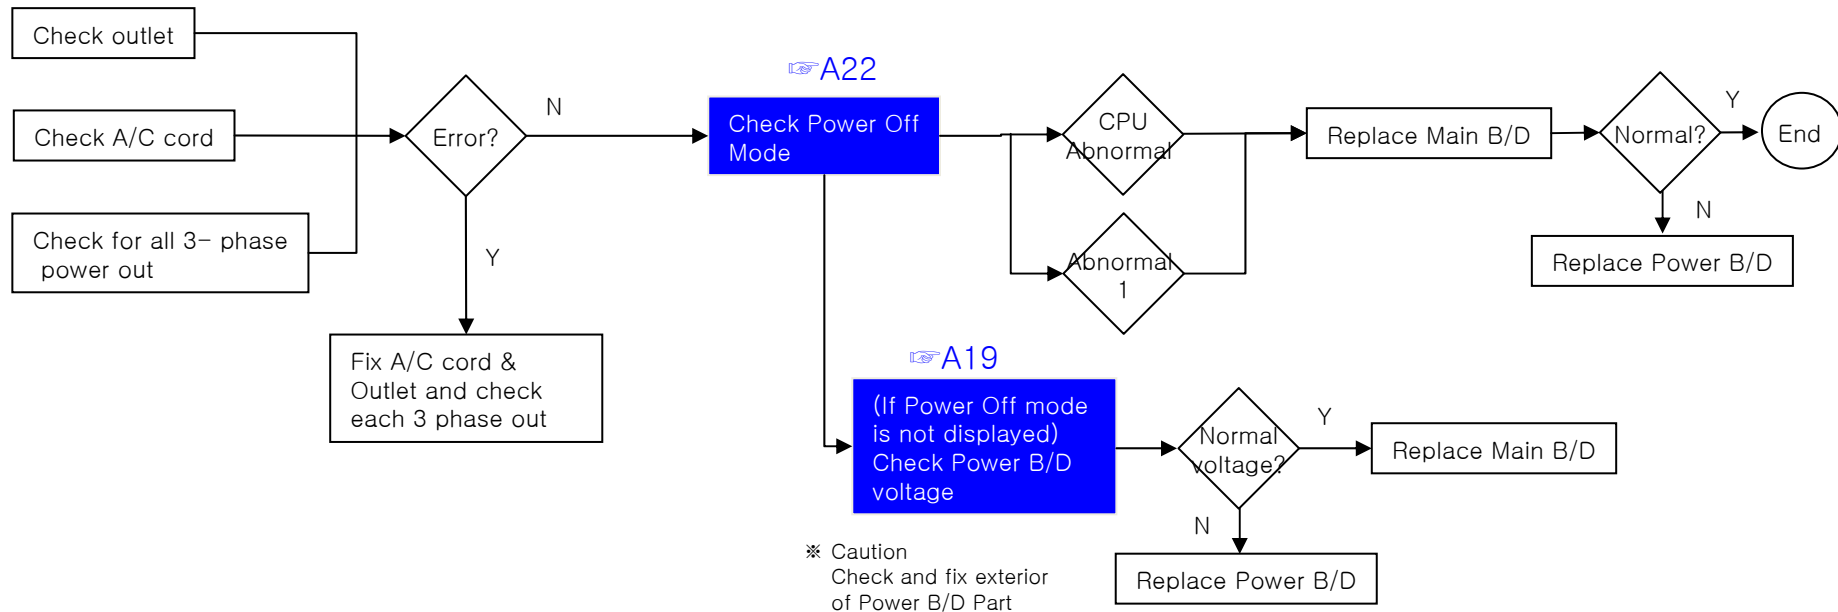 Check outlet
Check A/C cord
Check for all 3- phase
power out
Error?
N
Y
Fix A/C cord &
Outlet and check
each 3 phase out
☞A22
Check Power Off
Mode
CPU
Abnormal
Abnormal
1
Replace Main B/D
Normal?
Y
End
N
Replace Power B/D
☞A19
(If Power Off mode
is not displayed)
Check Power B/D
voltage
Normal
voltage?
Y
Replace Main B/D
N
Replace Power B/D
※ Caution
Check and fix exterior
of Power B/D Part